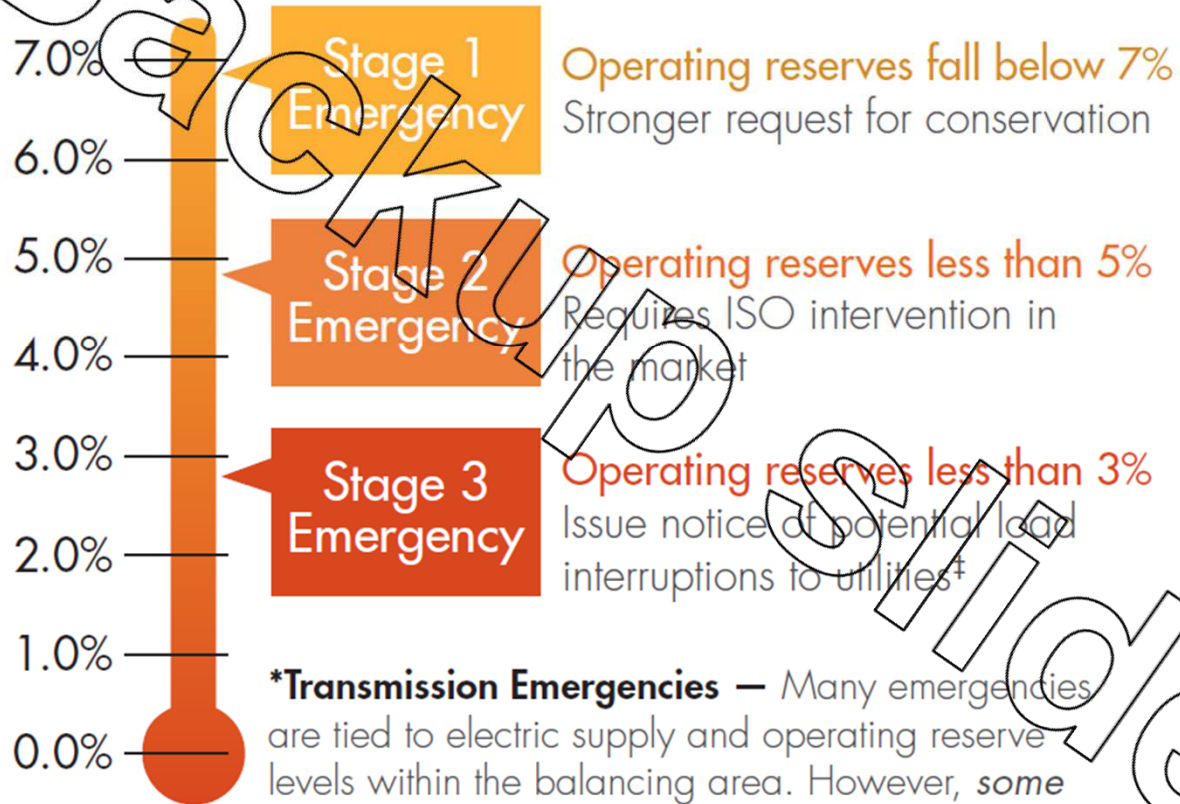 7.0%
Stage 1
Emergency
Operating reserves fall below 7%
Stronger request for conservation
6.0%
5.0%
Stage 2
Emergency
Operating reserves less than 5%
Requires ISO intervention in
the market
4.0%
3.0%
Stage 3
Emergency
Operating reserves less than 3%
Issue notice of potential load
interruptions to utilities‡
2.0%
1.0%
0.0%
*Transmission Emergencies — Many emergencies
are tied to electric supply and operating reserve
levels within the balancing area. However, some
ackup slide